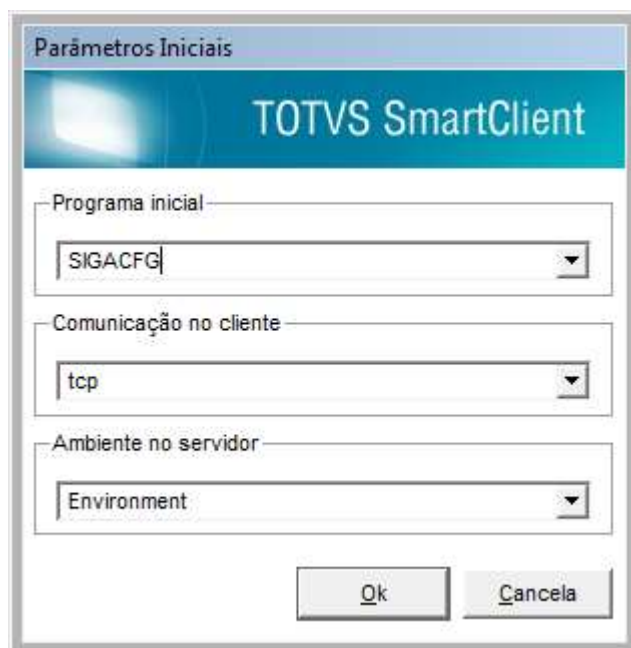 Parâmetros Iniciais
TOTVS SmartClient
Programa inicial
SIGACFG
Comunicação no cliente
tcp
Ambiente no servidor
Environment
Ok Cancela